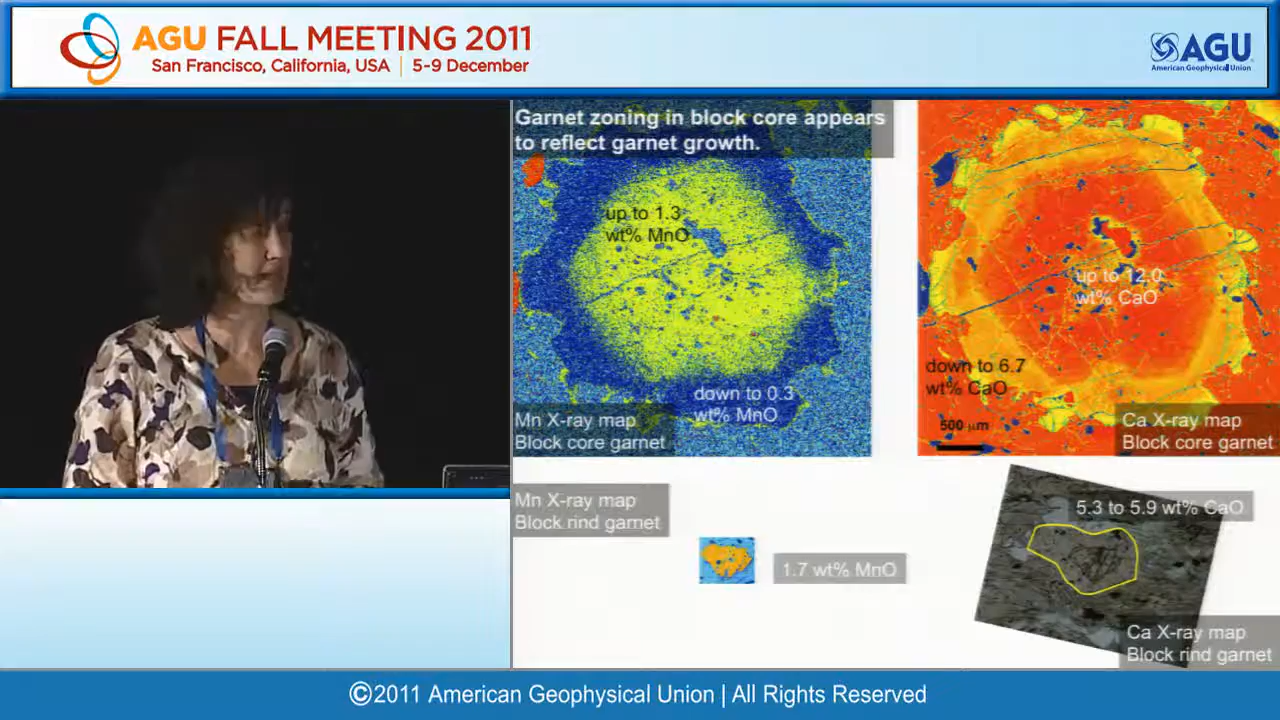 AGU FALL MEETING 2011
San Francisco, California, USA | 5-9 December
AGU
American Geophysical Union
Garnet zoning in block core appears
to reflect garnet growth.
up to 1.3
wt% MnO
down to 0.3
wt% MnO
Mn X-ray map
Block core garnet
up to 12.0
wt% CaO
down to 6.7
wt% CaO
500 μm
Ca X-ray map
Block core garnet
Mn X-ray map
Block rind garnet
1.7 wt% MnO
5.3 to 5.9 wt% CaO
Ca X-ray map
Block rind garnet
©2011 American Geophysical Union | All Rights Reserved